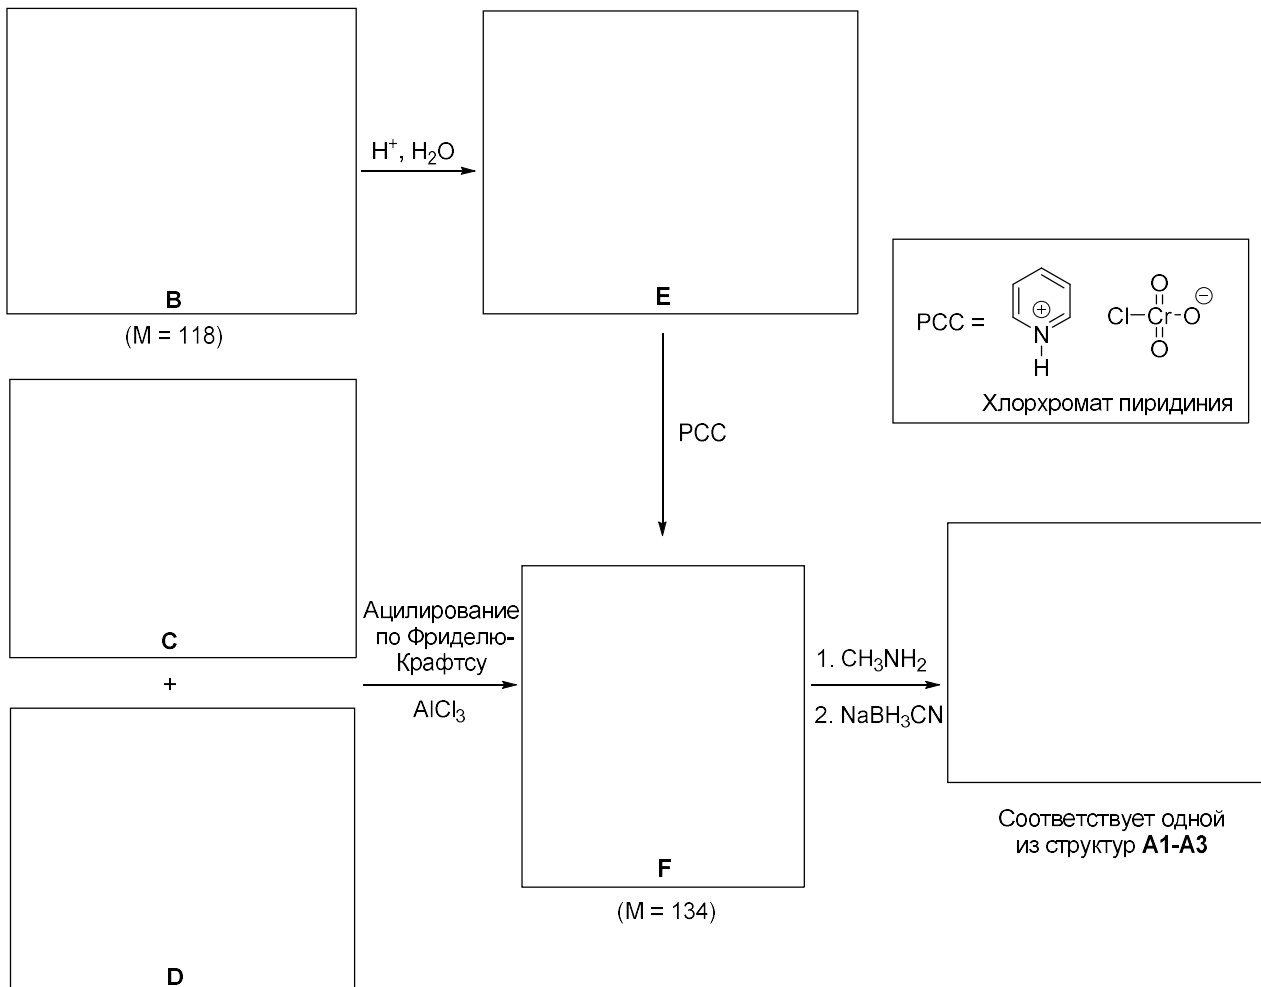 H⁺, H₂O
B
(M = 118)
E
PCC =
⊕
N
H
O
Cl Cr O ⊖
O
Хлорхромат пиридиния
PCC
C
+
D
Ацилирование
по Фриделю-
Крафтсу
AlCl₃
F
(M = 134)
1. CH₃NH₂
2. NaBH₃CN
Соответствует одной
из структур A1-A3